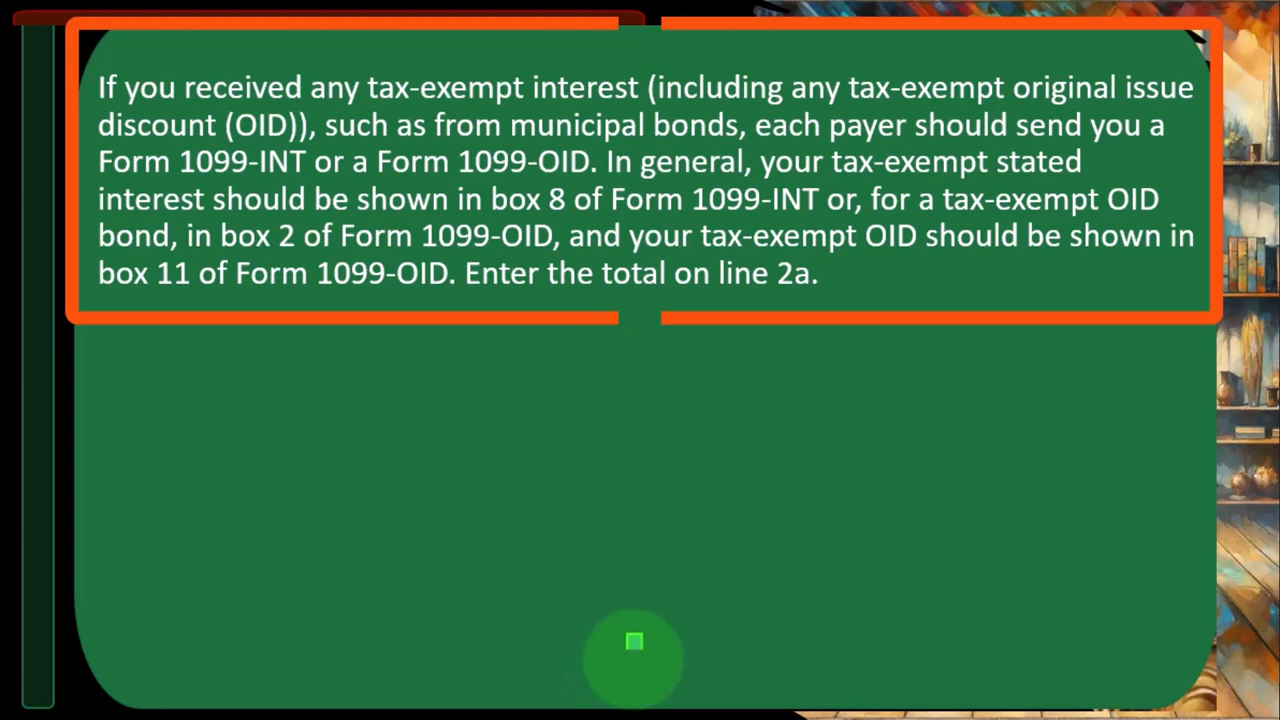 If you received any tax-exempt interest (including any tax-exempt original issue
discount (OID)), such as from municipal bonds, each payer should send you a
Form 1099-INT or a Form 1099-OID. In general, your tax-exempt stated
interest should be shown in box 8 of Form 1099-INT or, for a tax-exempt OID
bond, in box 2 of Form 1099-OID, and your tax-exempt OID should be shown in
box 11 of Form 1099-OID. Enter the total on line 2a.